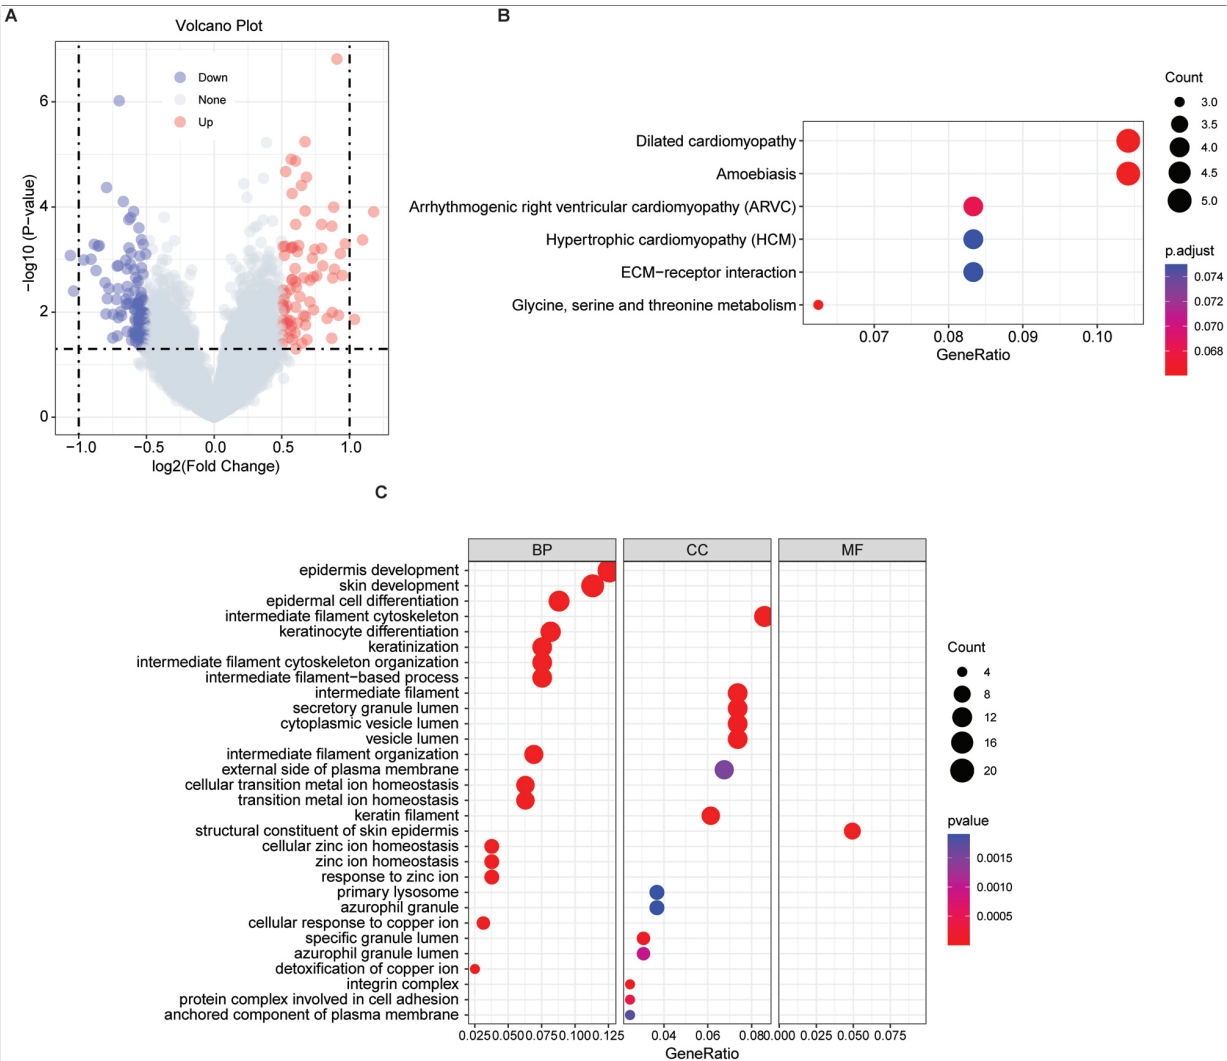 A
Volcano Plot
Down
None
Up
6
4
2
0
−log10 (P−value)
−1.0 −0.5 0.0 0.5 1.0
log2(Fold Change)
B
Dilated cardiomyopathy
Amoebiasis
Arrhythmogenic right ventricular cardiomyopathy (ARVC)
Hypertrophic cardiomyopathy (HCM)
ECM−receptor interaction
Glycine, serine and threonine metabolism
0.07 0.08 0.09 0.10
GeneRatio
Count
3.0
3.5
4.0
4.5
5.0
p.adjust
0.074
0.072
0.070
0.068
C
BP CC MF
epidermis development
skin development
epidermal cell differentiation
intermediate filament cytoskeleton
keratinocyte differentiation
keratinization
intermediate filament cytoskeleton organization
intermediate filament−based process
intermediate filament
secretory granule lumen
cytoplasmic vesicle lumen
vesicle lumen
intermediate filament organization
external side of plasma membrane
cellular transition metal ion homeostasis
transition metal ion homeostasis
keratin filament
structural constituent of skin epidermis
cellular zinc ion homeostasis
zinc ion homeostasis
response to zinc ion
primary lysosome
azurophil granule
cellular response to copper ion
specific granule lumen
azurophil granule lumen
detoxification of copper ion
integrin complex
protein complex involved in cell adhesion
anchored component of plasma membrane
0.025 0.050 0.075 0.100 0.125 0.04 0.06 0.08 0.000 0.025 0.050 0.075
GeneRatio
Count
4
8
12
16
20
pvalue
0.0015
0.0010
0.0005